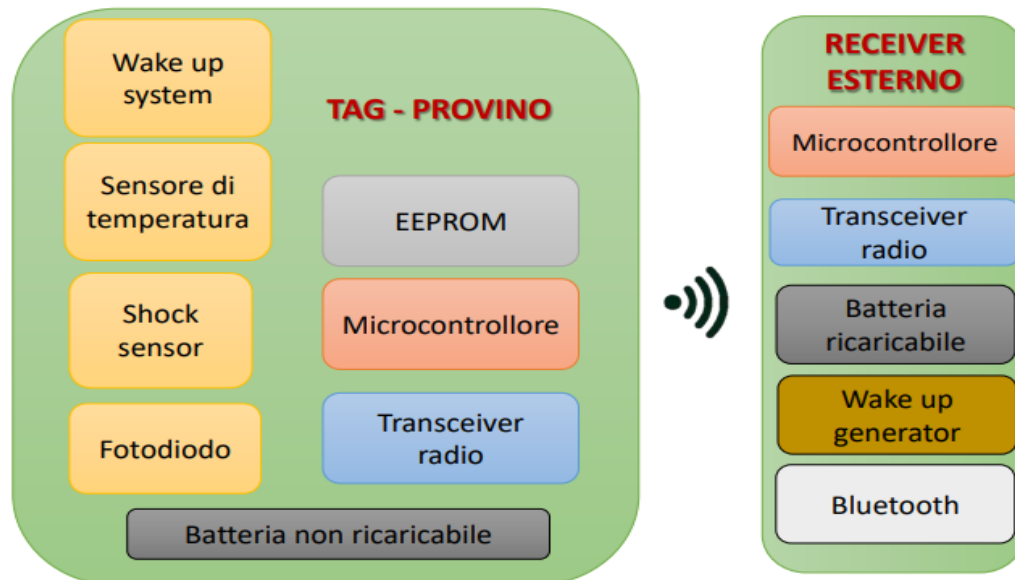 Wake up
system
TAG - PROVINO
Sensore di
temperatura
EEPROM
Shock
sensor
Microcontrollore
Fotodiodo
Transceiver
radio
Batteria non ricaricabile
RECEIVER
ESTERNO
Microcontrollore
Transceiver
radio
Batteria
ricaricabile
Wake up
generator
Bluetooth